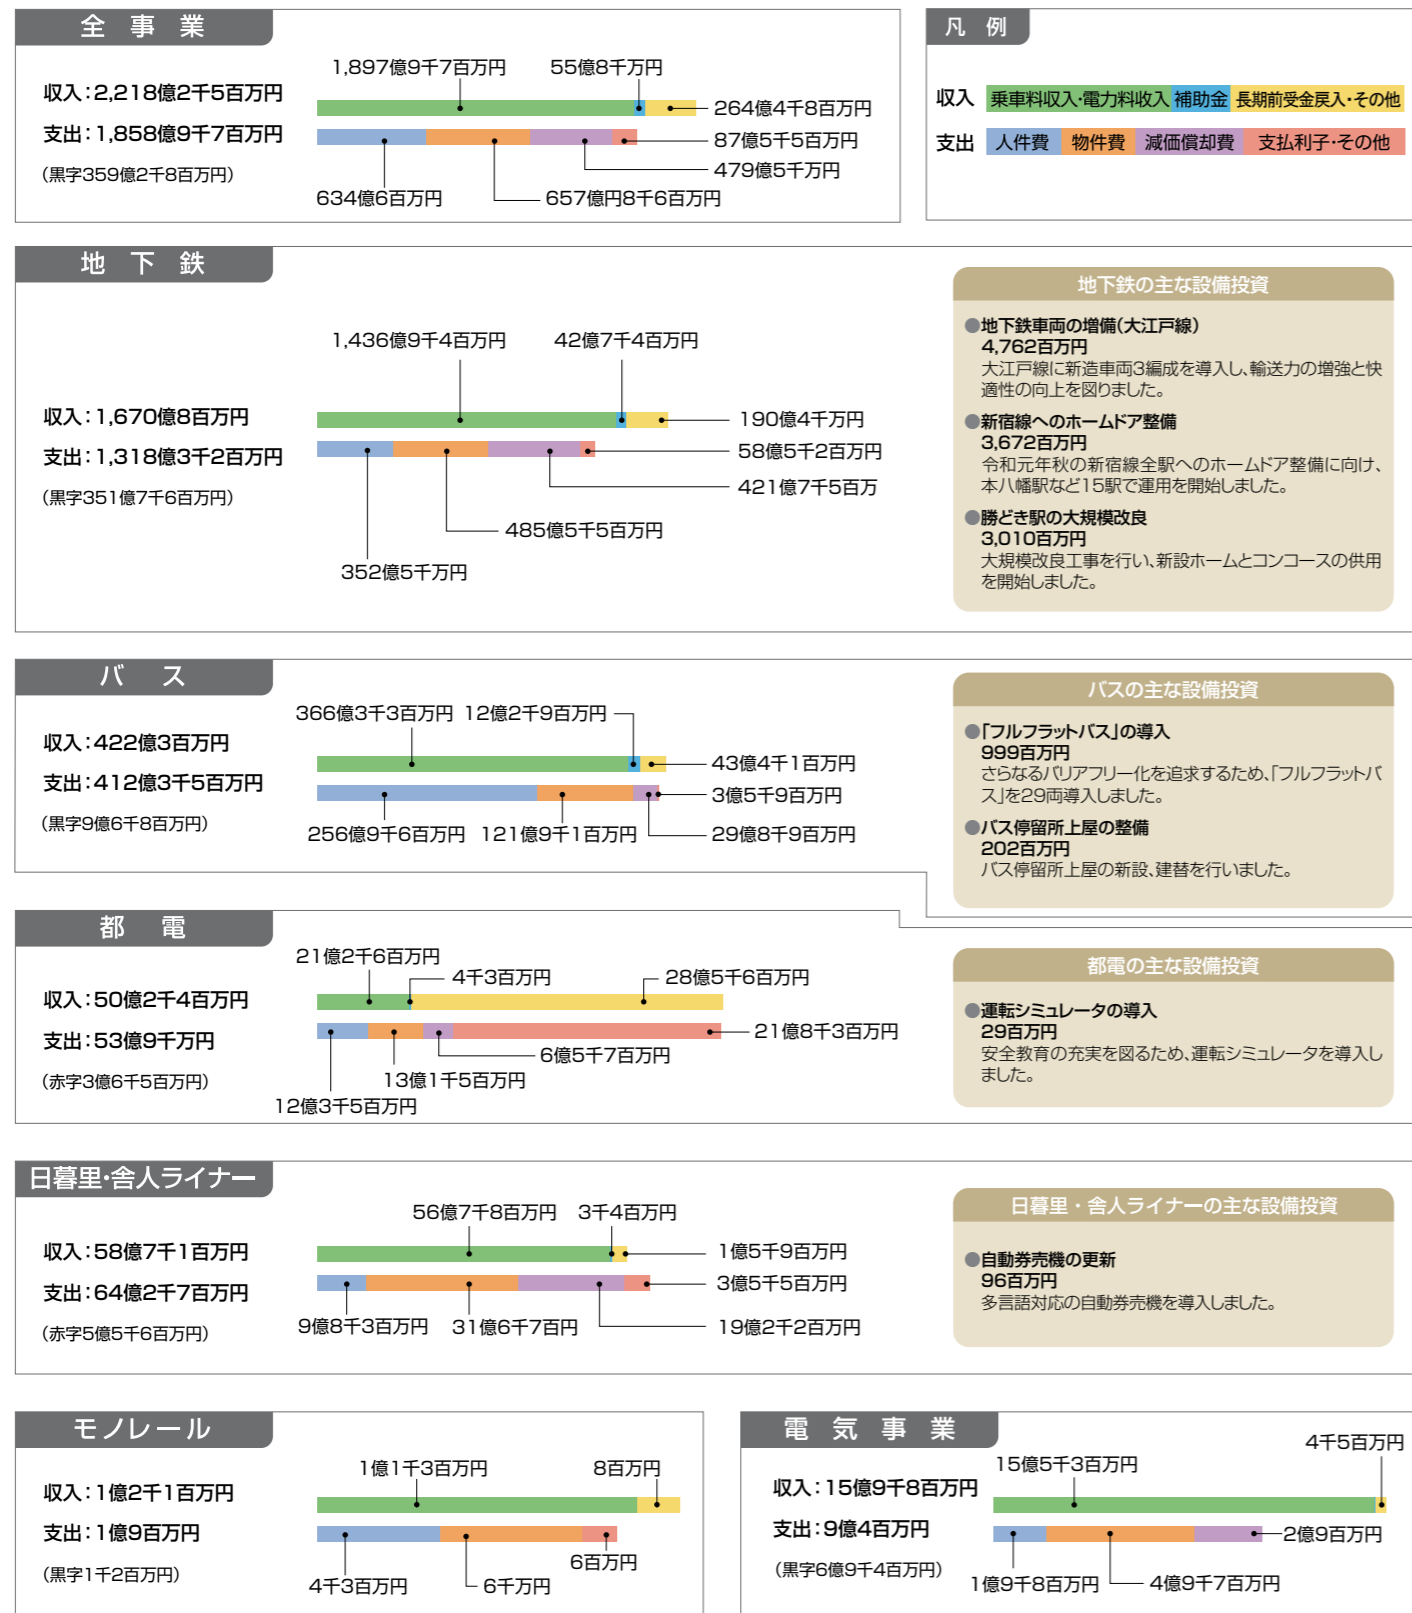 全事業
収入：2,218億2千5百万円
支出：1,858億9千7百万円
（黒字359億2千8百万円）
1,897億9千7百万円
55億8千万円
264億4千8百万円
87億5千5百万円
479億5千万円
634億6百万円
657億円8千6百万円
凡例
収入 乗車料収入・電力料収入 補助金 長期前受金戻入・その他
支出 人件費 物件費 減価償却費 支払利子・その他
地下鉄
収入：1,670億8百万円
支出：1,318億3千2百万円
（黒字351億7千6百万円）
1,436億9千4百万円
42億7千4百万円
190億4千万円
58億5千2百万円
421億7千5百万
485億5千5百万円
352億5千万円
地下鉄の主な設備投資
●地下鉄車両の増備（大江戸線）
4,762百万円
大江戸線に新造車両3編成を導入し、輸送力の増強と快
適性の向上を図りました。
●新宿線へのホームドア整備
3,672百万円
令和元年秋の新宿線全駅へのホームドア整備に向け、
本八幡駅など15駅で運用を開始しました。
●勝どき駅の大規模改良
3,010百万円
大規模改良工事を行い、新設ホームとコンコースの供用
を開始しました。
バス
収入：422億3百万円
支出：412億3千5百万円
（黒字9億6千8百万円）
366億3千3百万円
12億2千9百万円
43億4千1百万円
3億5千9百万円
256億9千6百万円
121億9千1百万円
29億8千9百万円
バスの主な設備投資
●「フルフラットバス」の導入
999百万円
さらなるバリアフリー化を追求するため、「フルフラットバ
ス」を29両導入しました。
●バス停留所上屋の整備
202百万円
バス停留所上屋の新設、建替を行いました。
都電
収入：50億2千4百万円
支出：53億9千万円
（赤字3億6千5百万円）
21億2千6百万円
4千3百万円
28億5千6百万円
21億8千3百万円
6億5千7百万円
13億1千5百万円
12億3千5百万円
都電の主な設備投資
●運転シミュレータの導入
29百万円
安全教育の充実を図るため、運転シミュレータを導入し
ました。
日暮里・舎人ライナー
収入：58億7千1百万円
支出：64億2千7百万円
（赤字5億5千6百万円）
56億7千8百万円
3千4百万円
1億5千9百万円
3億5千5百万円
9億8千3百万円
31億6千7百円
19億2千2百万円
日暮里・舎人ライナーの主な設備投資
●自動券売機の更新
96百万円
多言語対応の自動券売機を導入しました。
モノレール
収入：1億2千1百万円
支出：1億9百万円
（黒字1千2百万円）
1億1千3百万円
8百万円
6百万円
4千3百万円
6千万円
電気事業
収入：15億9千8百万円
支出：9億4百万円
（黒字6億9千4百万円）
4千5百万円
15億5千3百万円
2億9百万円
1億9千8百万円
4億9千7百万円